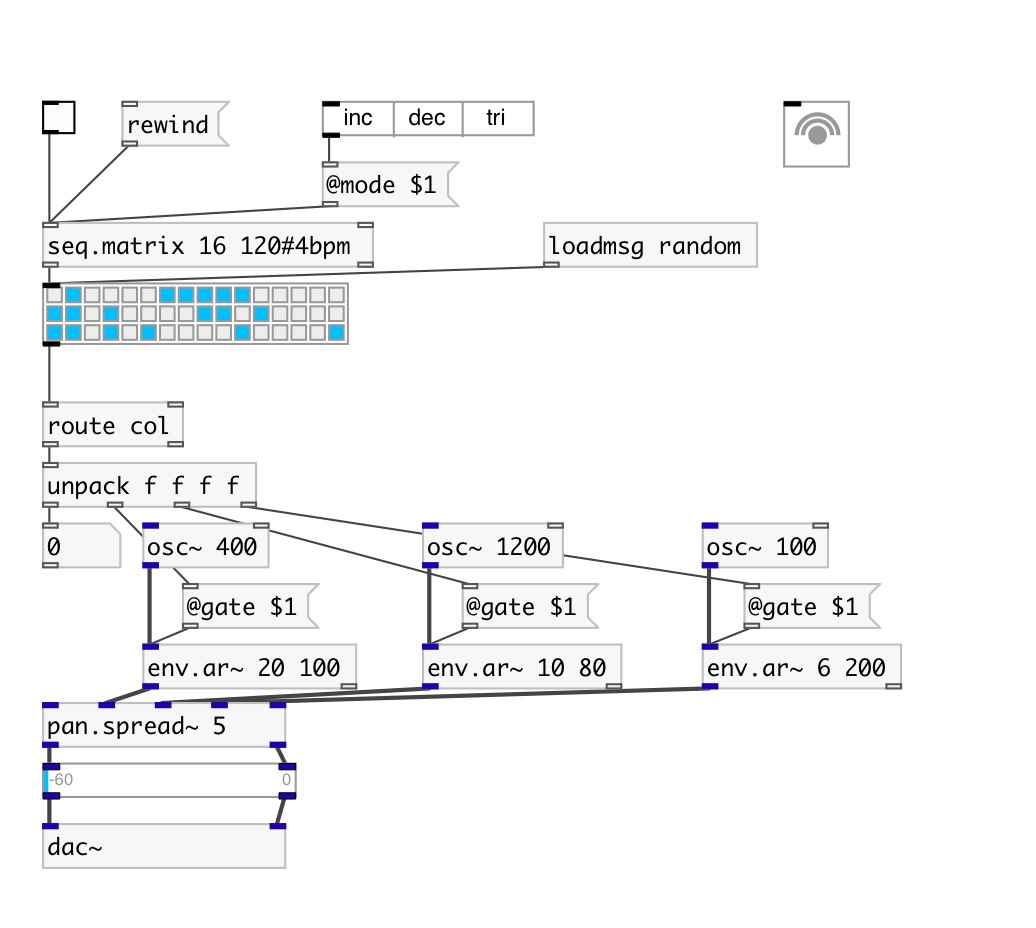 inc dec tri
rewind
@mode $1
seq.matrix 16 120#4bpm
loadmsg random
route col
unpack f f f f
0
osc~ 400
osc~ 1200
osc~ 100
@gate $1
@gate $1
@gate $1
env.ar~ 20 100
env.ar~ 10 80
env.ar~ 6 200
pan.spread~ 5
-60 0
dac~